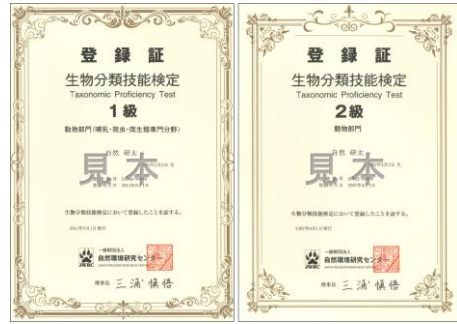 登録証
生物分類技能検定
Taxonomic Proficiency Test
1級
動物部門(哺乳・爬虫・両生類専門分野)
自然 研太
見本
生物分類技能検定において登録したことを証する。
一般財団法人
自然環境研究センター
JWRC
理事長 三浦愼悟
登録証
生物分類技能検定
Taxonomic Proficiency Test
2級
動物部門
自然 研太
見本
生物分類技能検定において登録したことを証する。
一般財団法人
自然環境研究センター
JWRC
理事長 三浦愼悟